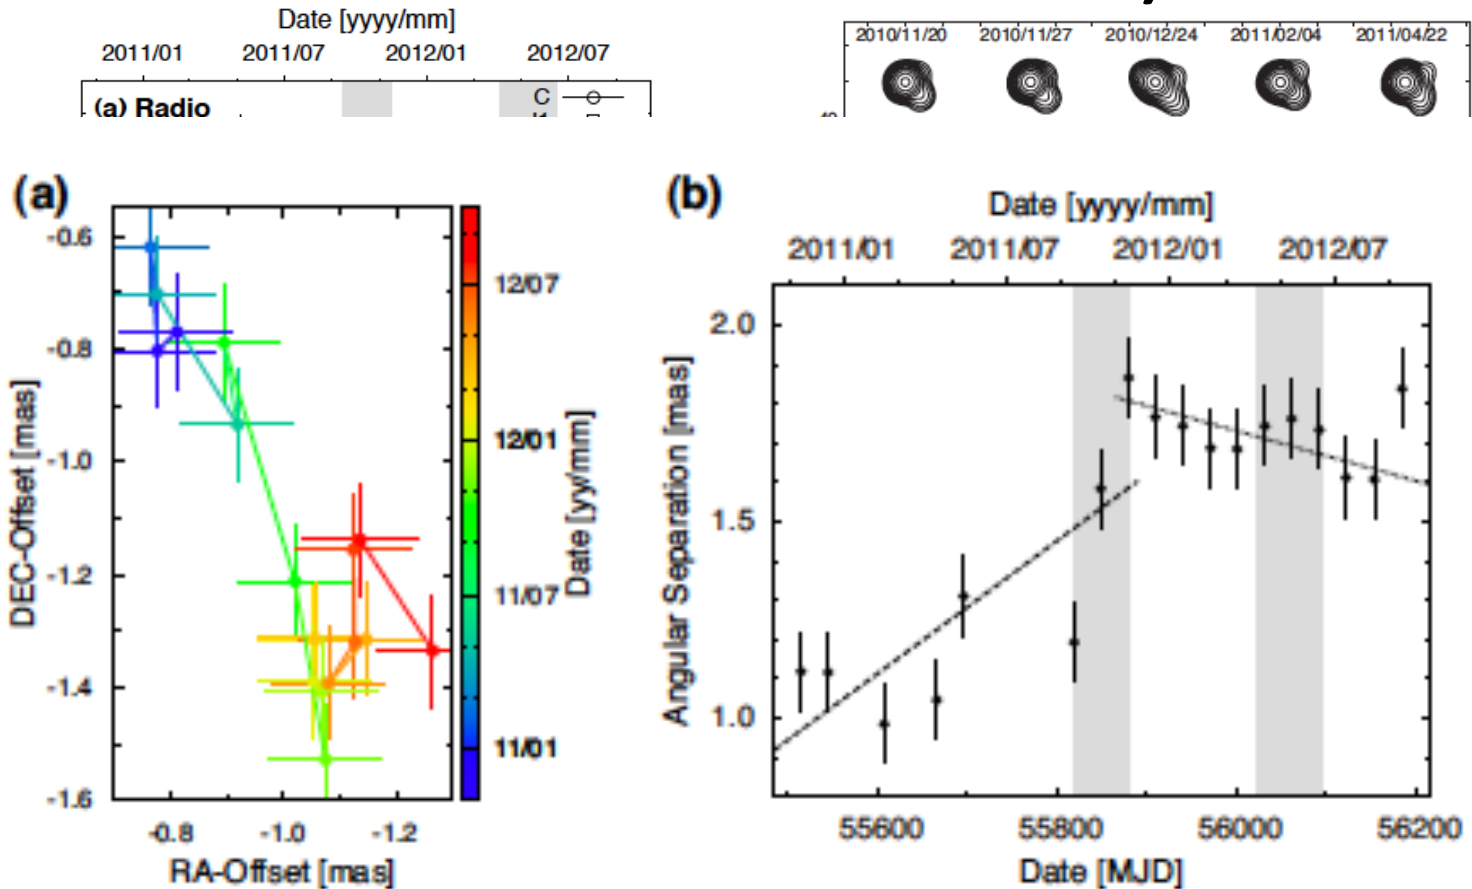 Date [yyyy/mm]
2011/01 2011/07 2012/01 2012/07
(a) Radio
C
2010/11/20 2010/11/27 2010/12/24 2011/02/04 2011/04/22
(a)
-0.6
-0.8
-1.0
-1.2
-1.4
-1.6
DEC-Offset [mas]
-0.8 -1.0 -1.2
RA-Offset [mas]
12/07
12/01
11/07
11/01
Date [yy/mm]
(b)
Date [yyyy/mm]
2011/01 2011/07 2012/01 2012/07
2.0
1.5
1.0
Angular Separation [mas]
55600 55800 56000 56200
Date [MJD]